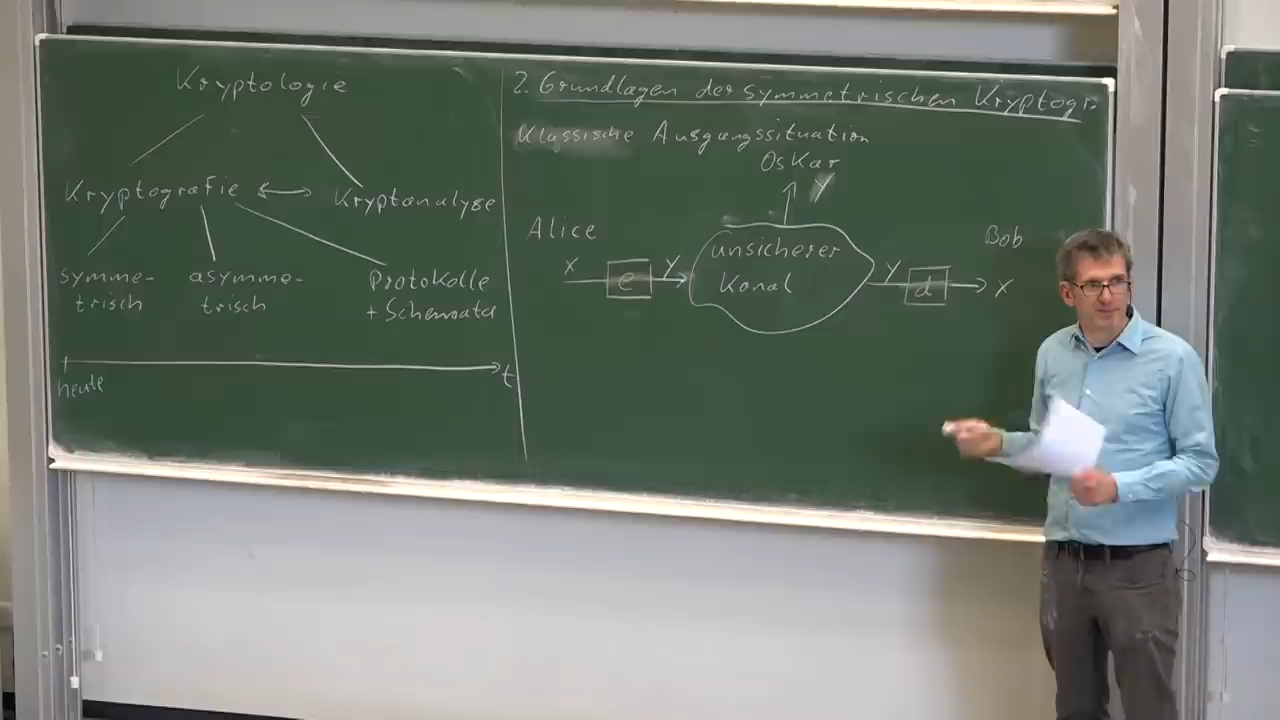 Kryptologie
Kryptografie
Kryptanalyse
symme-
trisch
asymme-
trisch
Protokolle
+ Schemata
heute
t
2. Grundlagen der symmetrischen Kryptogr.
Klassische Ausgangssituation
Oskar
y
Alice
Bob
x
e
y
unsicherer
Kanal
y
d
x